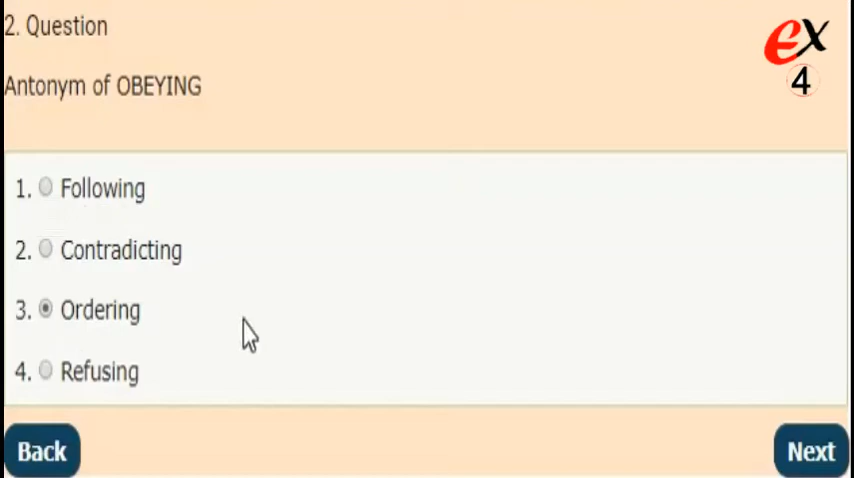 2. Question
ex
4
Antonym of OBEYING
1. Following
2. Contradicting
3. Ordering
4. Refusing
Back
Next